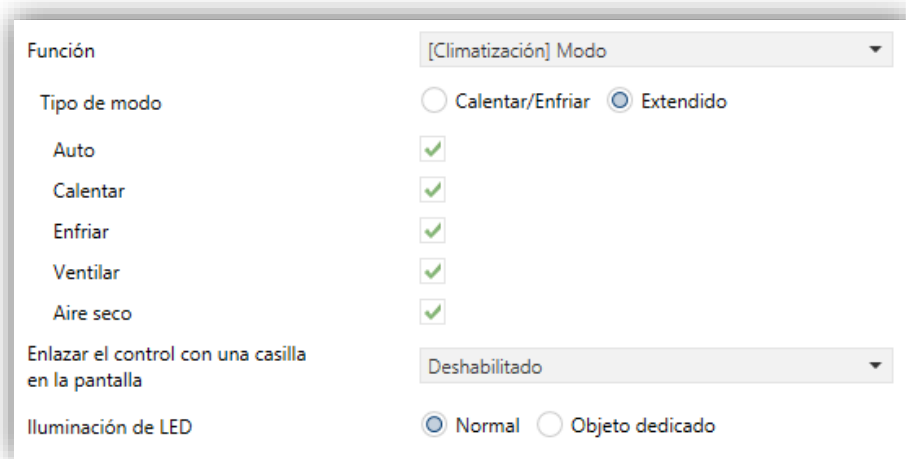 Función [Climatización] Modo
Tipo de modo Calentar/Enfriar Extendido
Auto
Calentar
Enfriar
Ventilar
Aire seco
Enlazar el control con una casilla
en la pantalla Deshabilitado
Iluminación de LED Normal Objeto dedicado